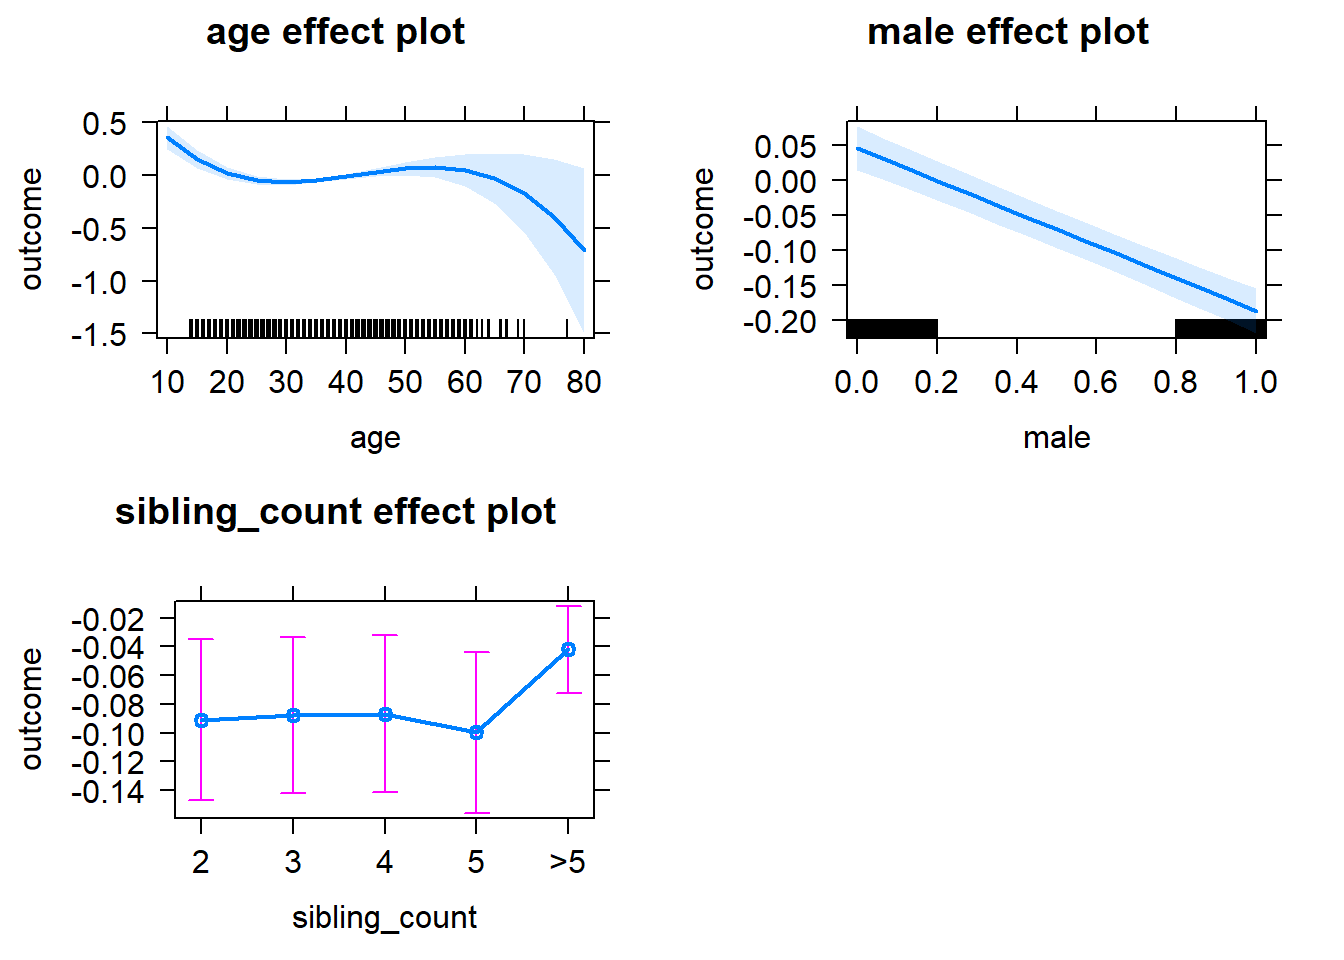 age effect plot
outcome
0.5
0.0
-0.5
-1.0
-1.5
10 20 30 40 50 60 70 80
age
male effect plot
outcome
0.05
0.00
-0.05
-0.10
-0.15
-0.20
0.0 0.2 0.4 0.6 0.8 1.0
male
sibling_count effect plot
outcome
-0.02
-0.04
-0.06
-0.08
-0.10
-0.12
-0.14
2 3 4 5 >5
sibling_count